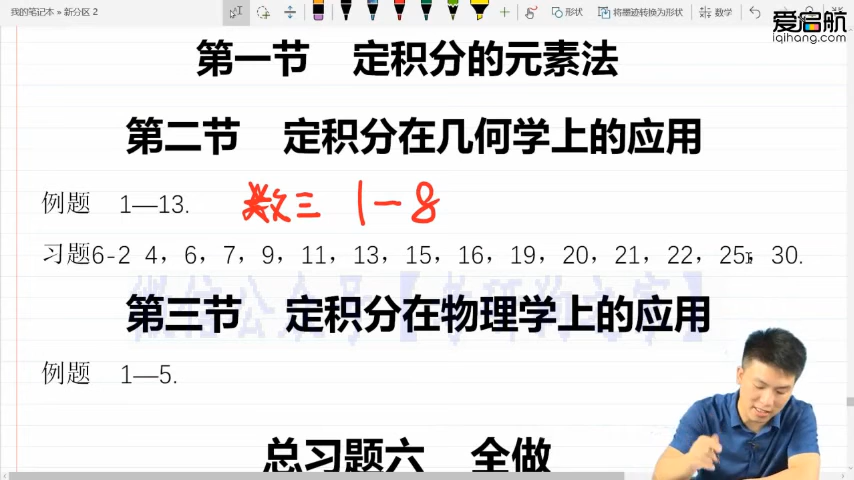 我的笔记本 » 新分区 2
形状
将墨迹转换为形状
数学
爱启航
iqihang.com
第一节 定积分的元素法
第二节 定积分在几何学上的应用
例题 1—13. 数三 1-8
习题6-2 4，6，7，9，11，13，15，16，19，20，21，22，25，30.
第三节 定积分在物理学上的应用
例题 1—5.
总习题六 全做